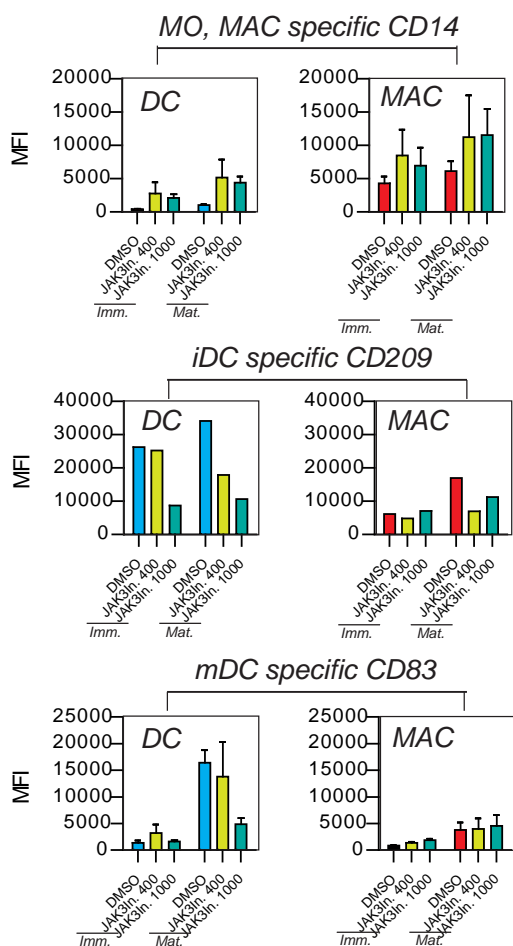 MO, MAC specific CD14
MFI
20000
15000
10000
5000
0
DC
DMSO
JAK3In. 400
JAK3In. 1000
DMSO
JAK3In. 400
JAK3In. 1000
Imm.
Mat.
20000
15000
10000
5000
0
MAC
DMSO
JAK3In. 400
JAK3In. 1000
DMSO
JAK3In. 400
JAK3In. 1000
Imm.
Mat.
iDC specific CD209
MFI
40000
30000
20000
10000
0
DC
DMSO
JAK3In. 400
JAK3In. 1000
DMSO
JAK3In. 400
JAK3In. 1000
Imm.
Mat.
40000
30000
20000
10000
0
MAC
DMSO
JAK3In. 400
JAK3In. 1000
DMSO
JAK3In. 400
JAK3In. 1000
Imm.
Mat.
mDC specific CD83
MFI
25000
20000
15000
10000
5000
0
DC
DMSO
JAK3In. 400
JAK3In. 1000
DMSO
JAK3In. 400
JAK3In. 1000
Imm.
Mat.
25000
20000
15000
10000
5000
0
MAC
DMSO
JAK3In. 400
JAK3In. 1000
DMSO
JAK3In. 400
JAK3In. 1000
Imm.
Mat.